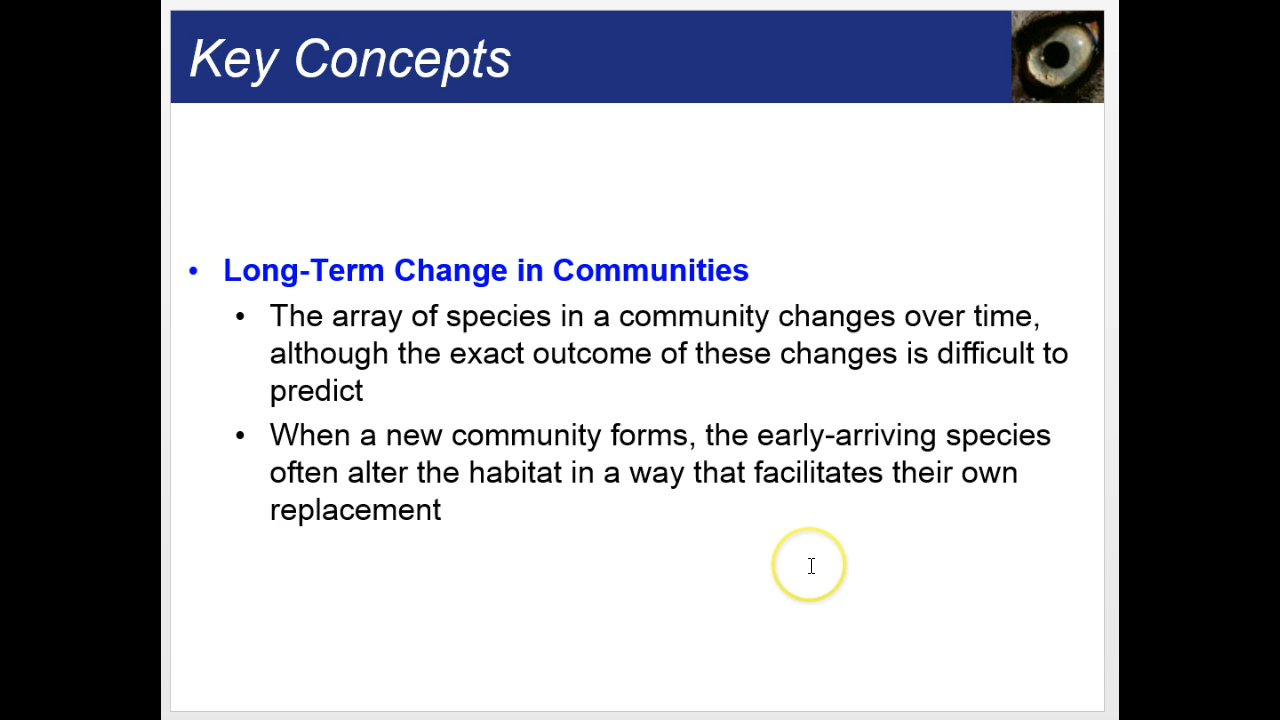 Key Concepts
• Long-Term Change in Communities
• The array of species in a community changes over time,
although the exact outcome of these changes is difficult to
predict
• When a new community forms, the early-arriving species
often alter the habitat in a way that facilitates their own
replacement